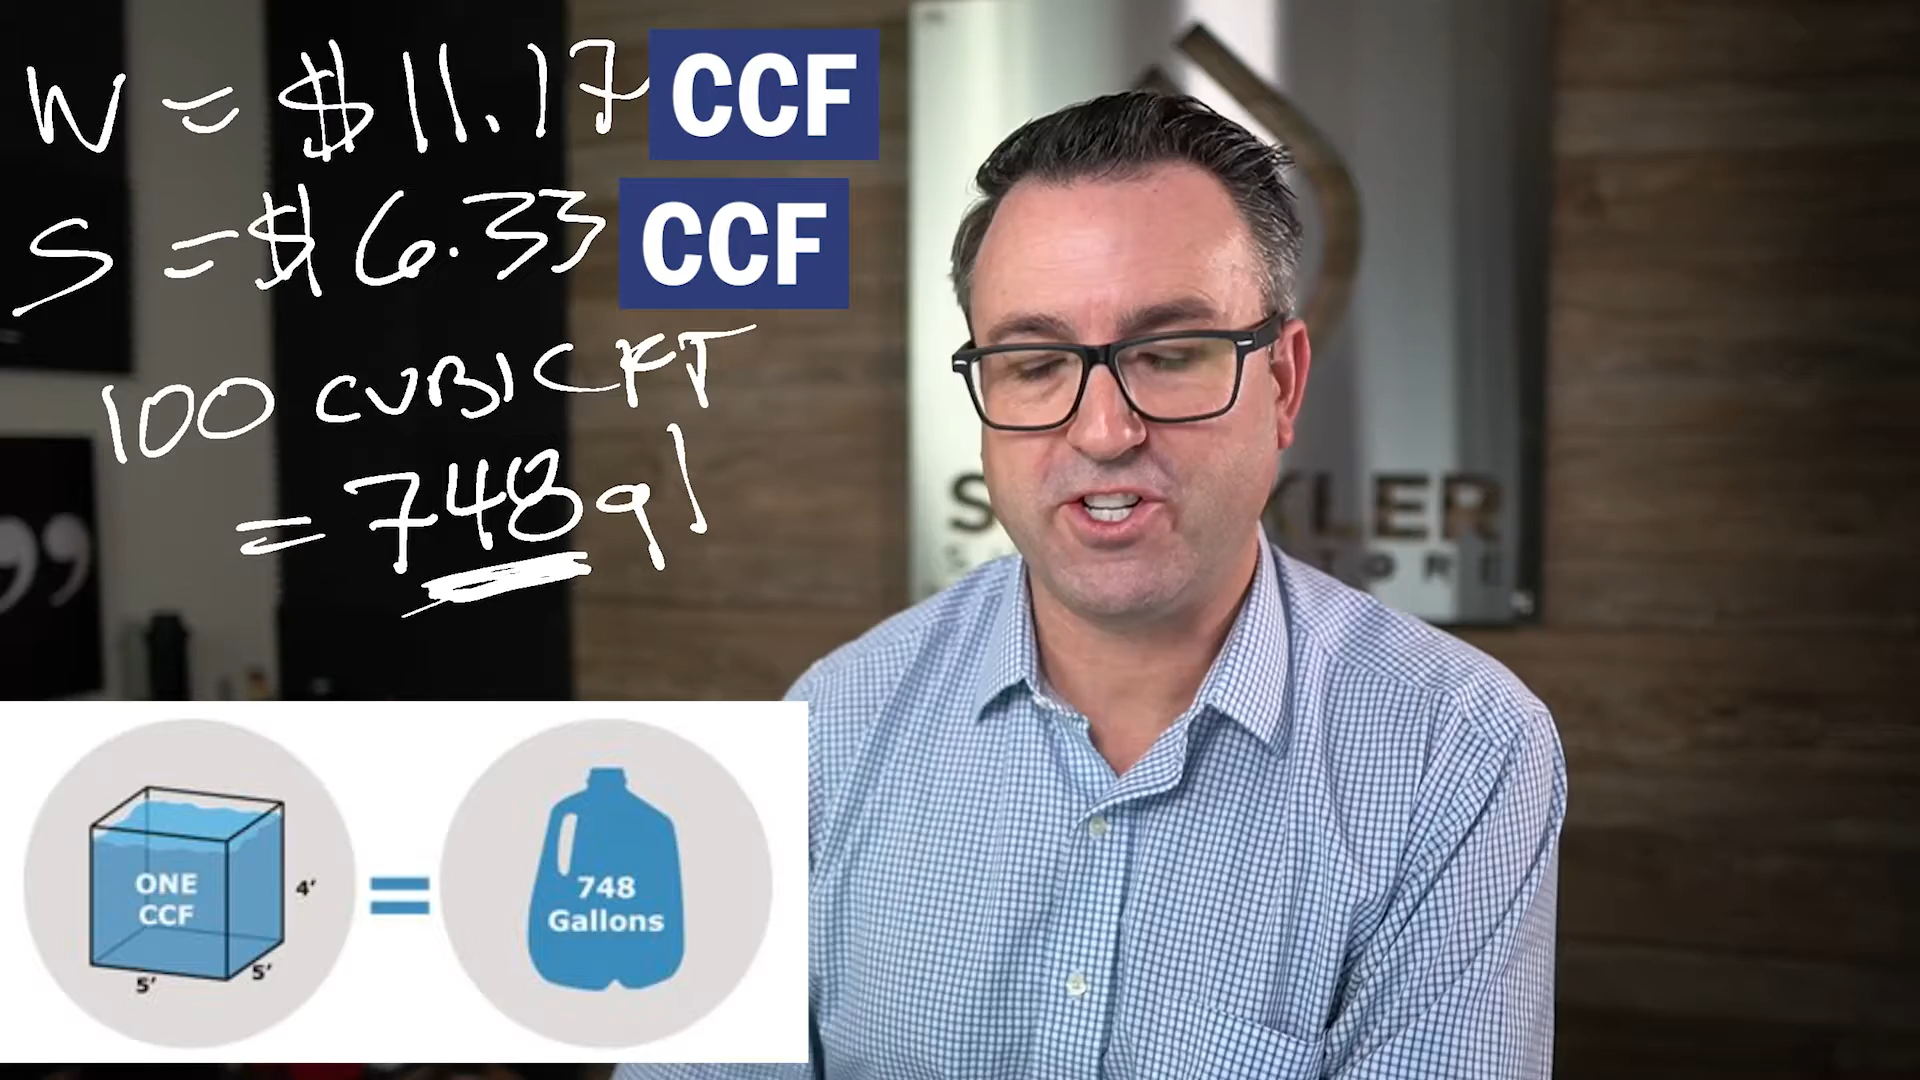 W = $11.17 CCF
S = $6.33 CCF
100 CUBIC FT
= 748 gl
ONE
CCF
4'
5'
5'
=
748
Gallons